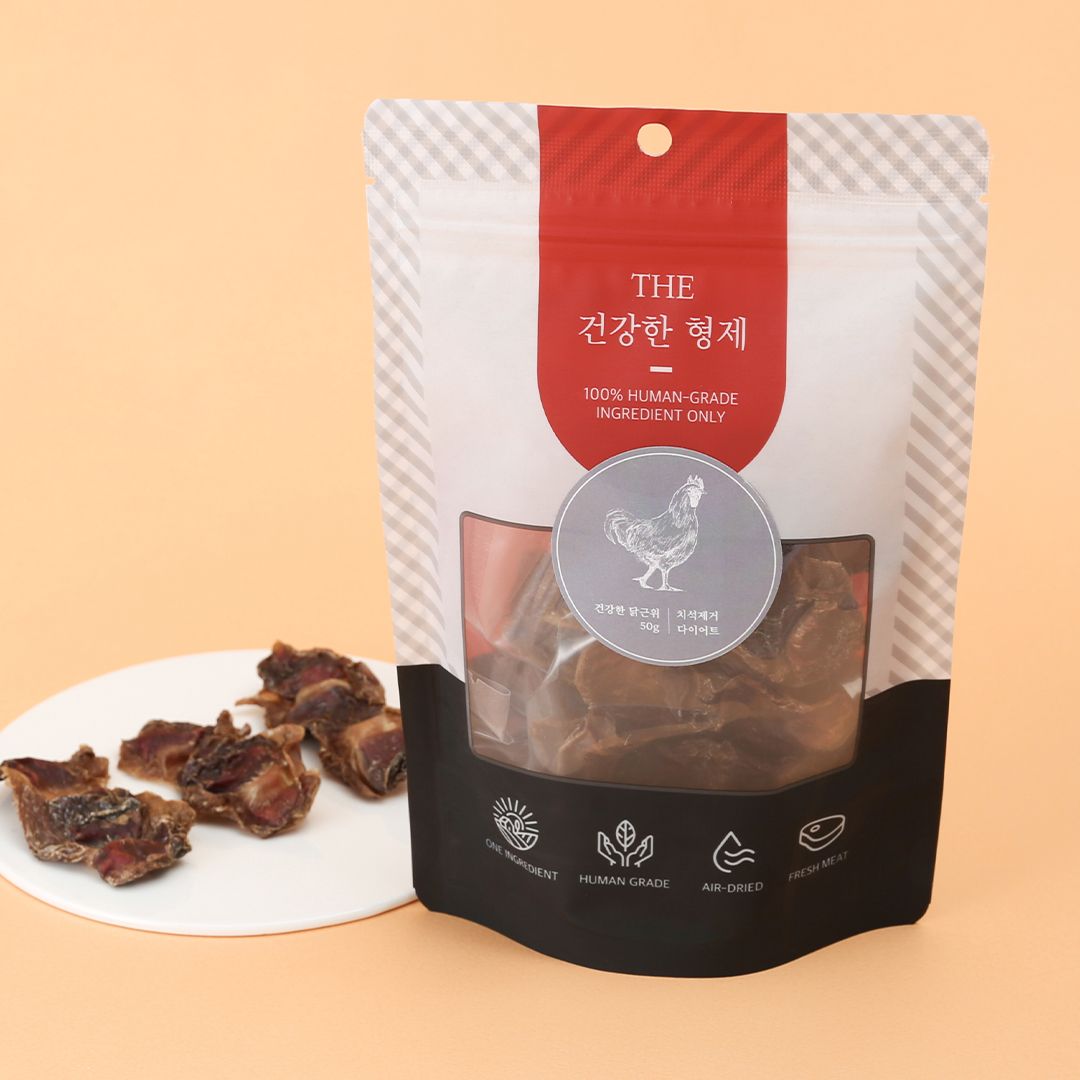 THE
건강한 형제
100% HUMAN-GRADE
INGREDIENT ONLY
건강한 닭근위
50g
치석제거
다이어트
ONE INGREDIENT
HUMAN GRADE
AIR-DRIED
FRESH MEAT